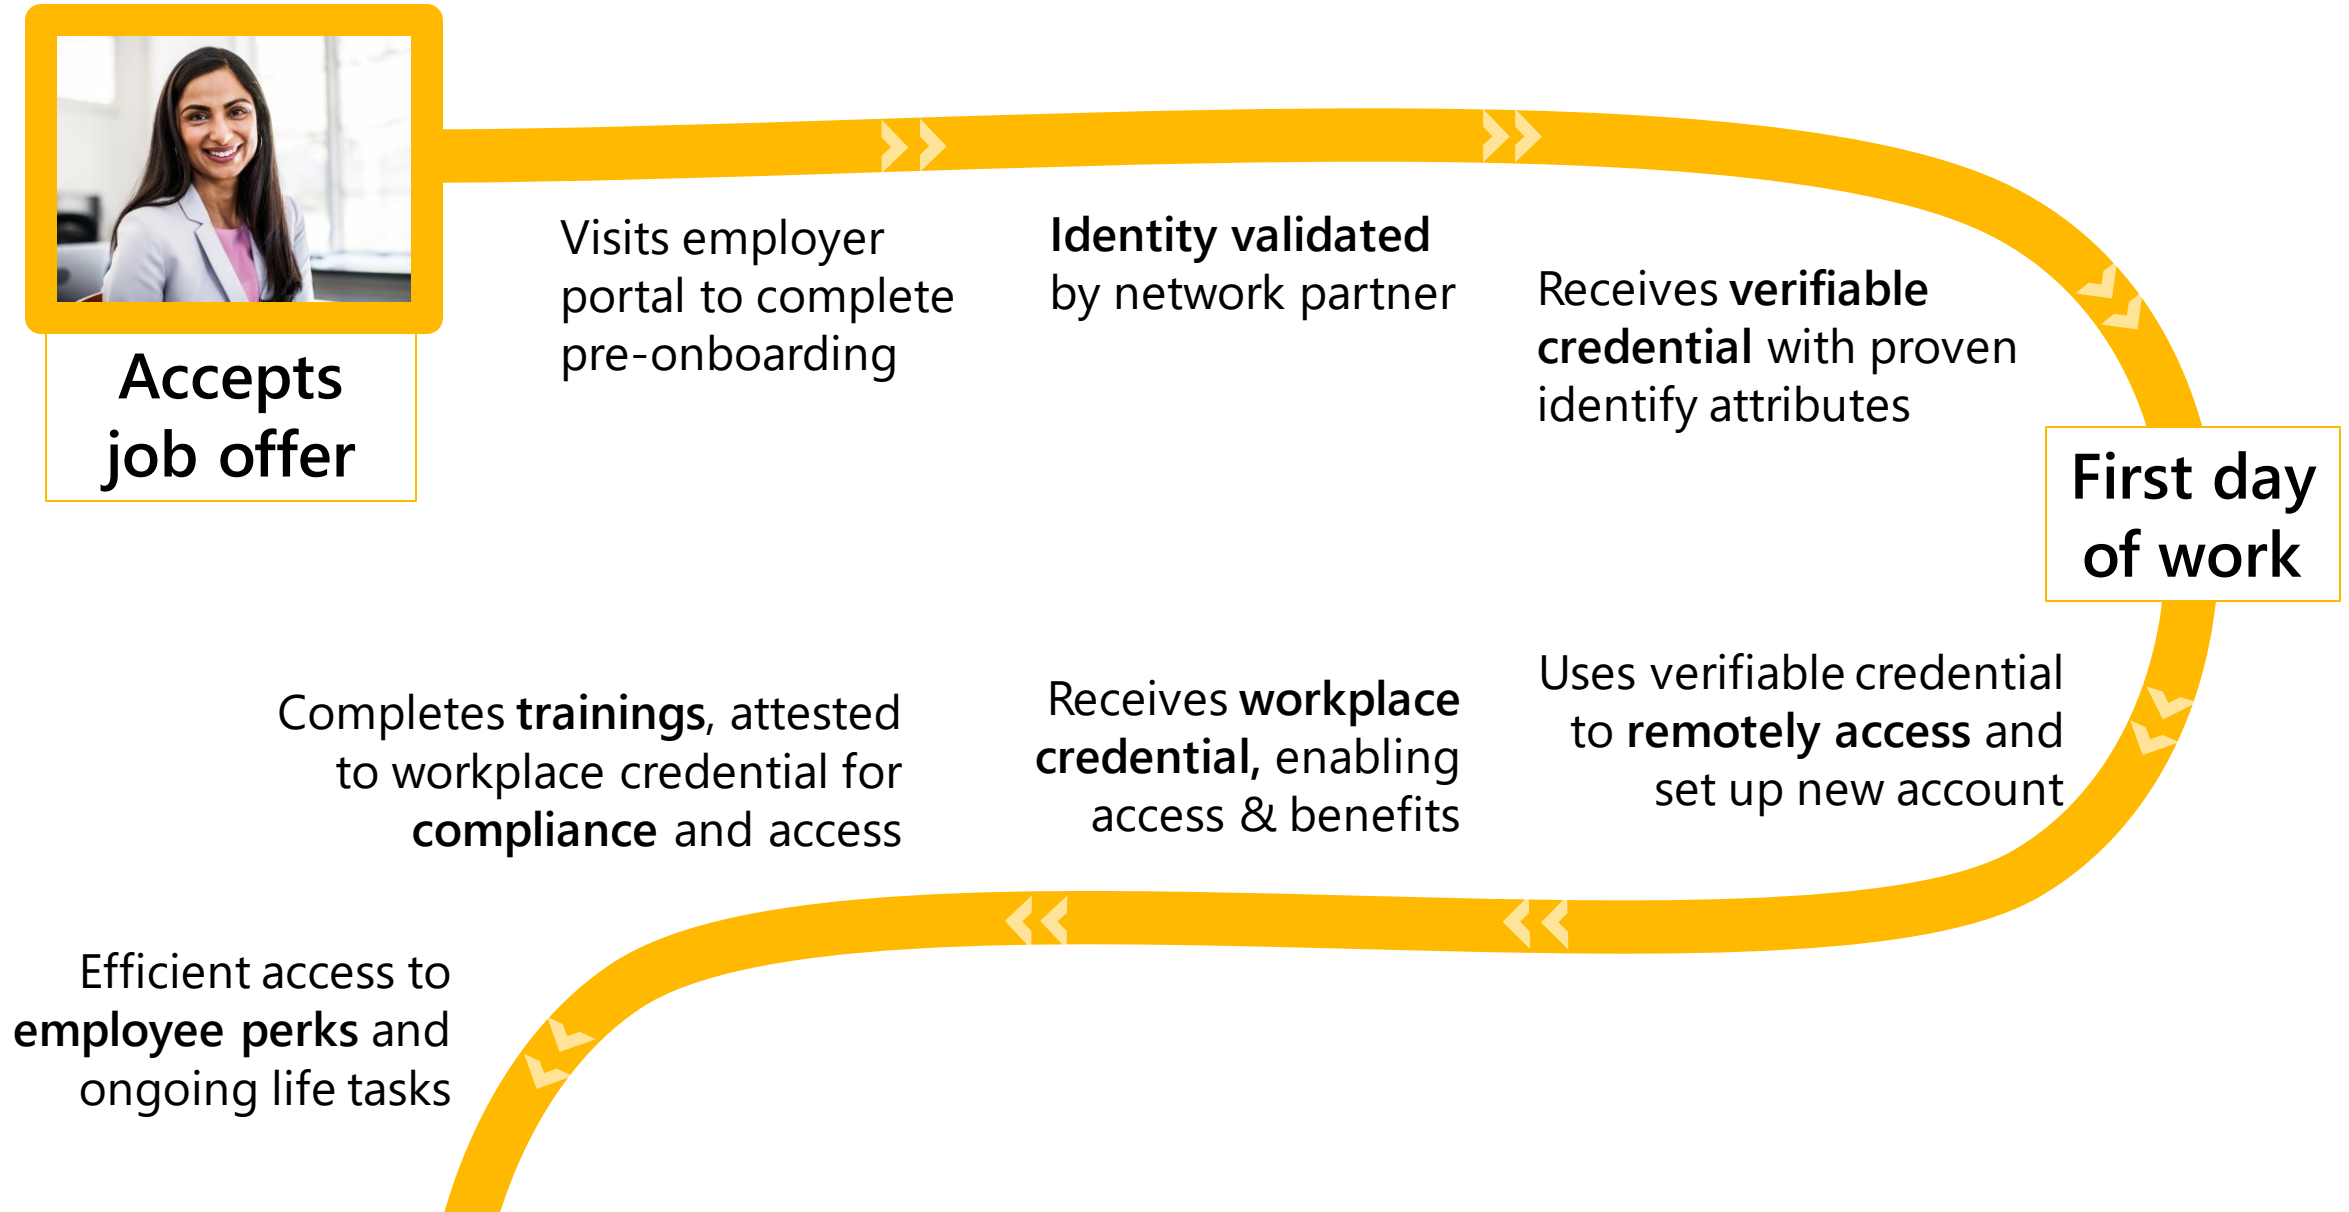 Accepts
job offer
Visits employer
portal to complete
pre-onboarding
Identity validated
by network partner
Receives verifiable
credential with proven
identify attributes
First day
of work
Uses verifiable credential
to remotely access and
set up new account
Receives workplace
credential, enabling
access & benefits
Completes trainings, attested
to workplace credential for
compliance and access
Efficient access to
employee perks and
ongoing life tasks